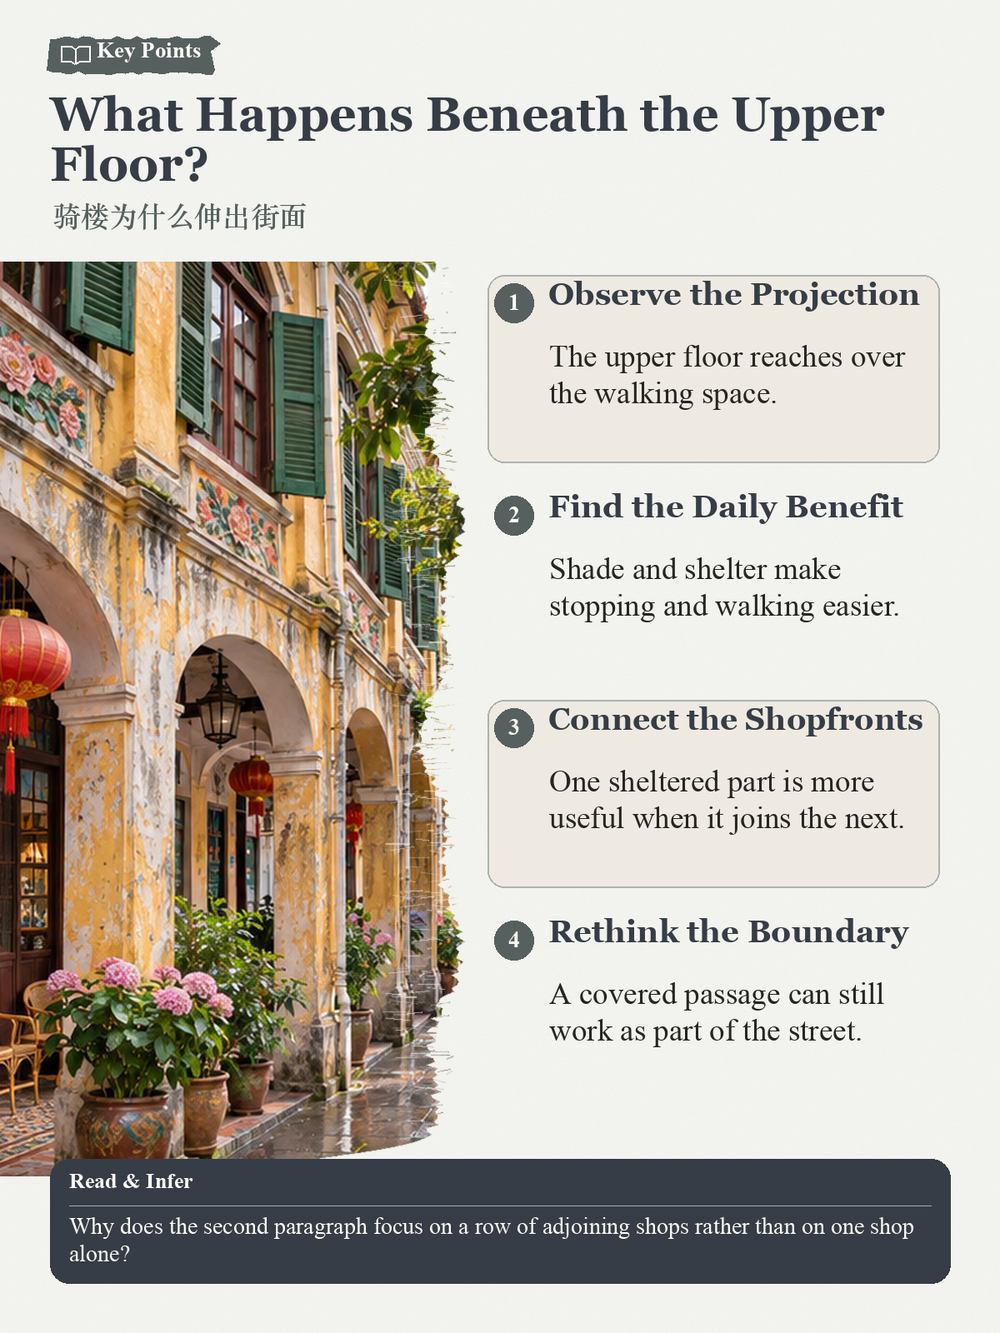 Key Points
What Happens Beneath the Upper
Floor?
骑楼为什么伸出街面
1 Observe the Projection
The upper floor reaches over
the walking space.
2 Find the Daily Benefit
Shade and shelter make
stopping and walking easier.
3 Connect the Shopfronts
One sheltered part is more
useful when it joins the next.
4 Rethink the Boundary
A covered passage can still
work as part of the street.
Read & Infer
Why does the second paragraph focus on a row of adjoining shops rather than on one shop
alone?